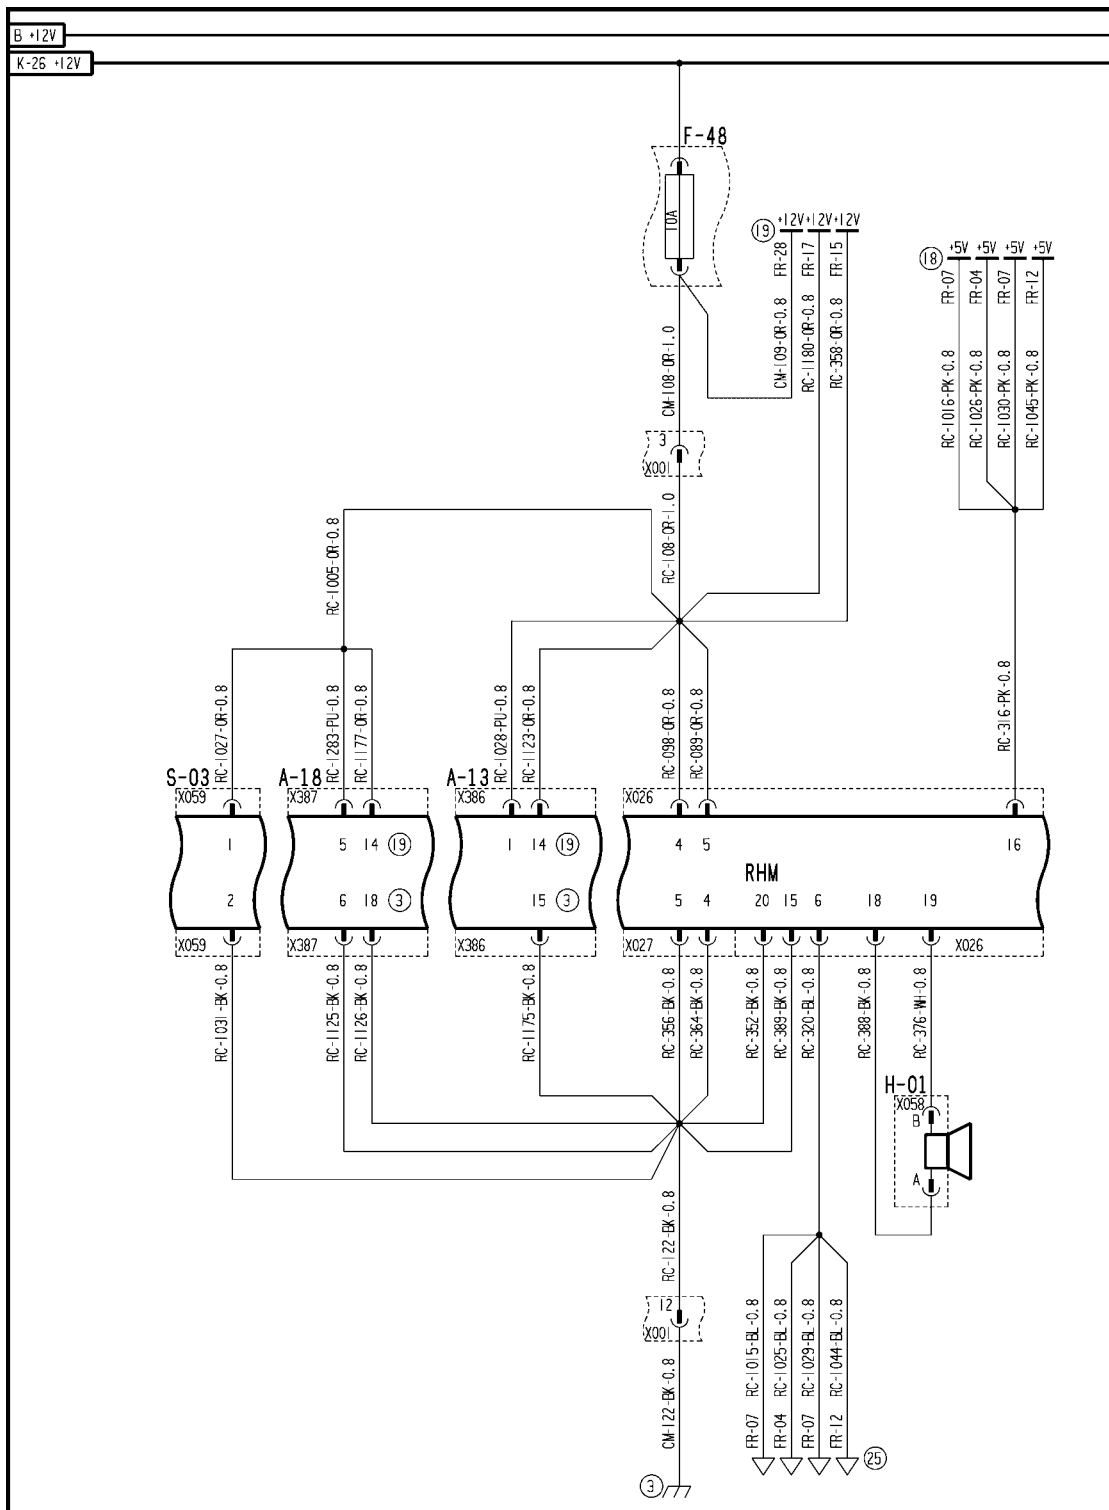 B +12V
K-26 +12V
F-48
10A
19
+12V
+12V
+12V
FR-28
FR-17
FR-15
CM-109-OR-0.8
RC-1180-OR-0.8
RC-358-OR-0.8
18
+5V
+5V
+5V
+5V
FR-07
FR-04
FR-07
FR-12
RC-1016-PK-0.8
RC-1026-PK-0.8
RC-1030-PK-0.8
RC-1045-PK-0.8
CM-108-OR-1.0
3
X001
RC-108-OR-1.0
RC-1005-OR-0.8
RC-1027-OR-0.8
RC-1283-PU-0.8
RC-1177-OR-0.8
RC-1028-PU-0.8
RC-1123-OR-0.8
RC-098-OR-0.8
RC-089-OR-0.8
RC-316-PK-0.8
S-03
A-18
A-13
X059
X387
X386
X026
1
5
14
19
1
14
19
4
5
16
RHM
2
6
18
3
15
3
5
4
20
15
6
18
19
X059
X387
X386
X027
X026
RC-1031-BK-0.8
RC-1125-BK-0.8
RC-1126-BK-0.8
RC-1175-BK-0.8
RC-356-BK-0.8
RC-364-BK-0.8
RC-352-BK-0.8
RC-389-BK-0.8
RC-320-BL-0.8
RC-388-BK-0.8
RC-376-WH-0.8
H-01
X058
B
A
RC-122-BK-0.8
12
X001
CM-122-BK-0.8
RC-1015-BL-0.8
RC-1025-BL-0.8
RC-1029-BL-0.8
RC-1044-BL-0.8
FR-07
FR-04
FR-07
FR-12
25
3